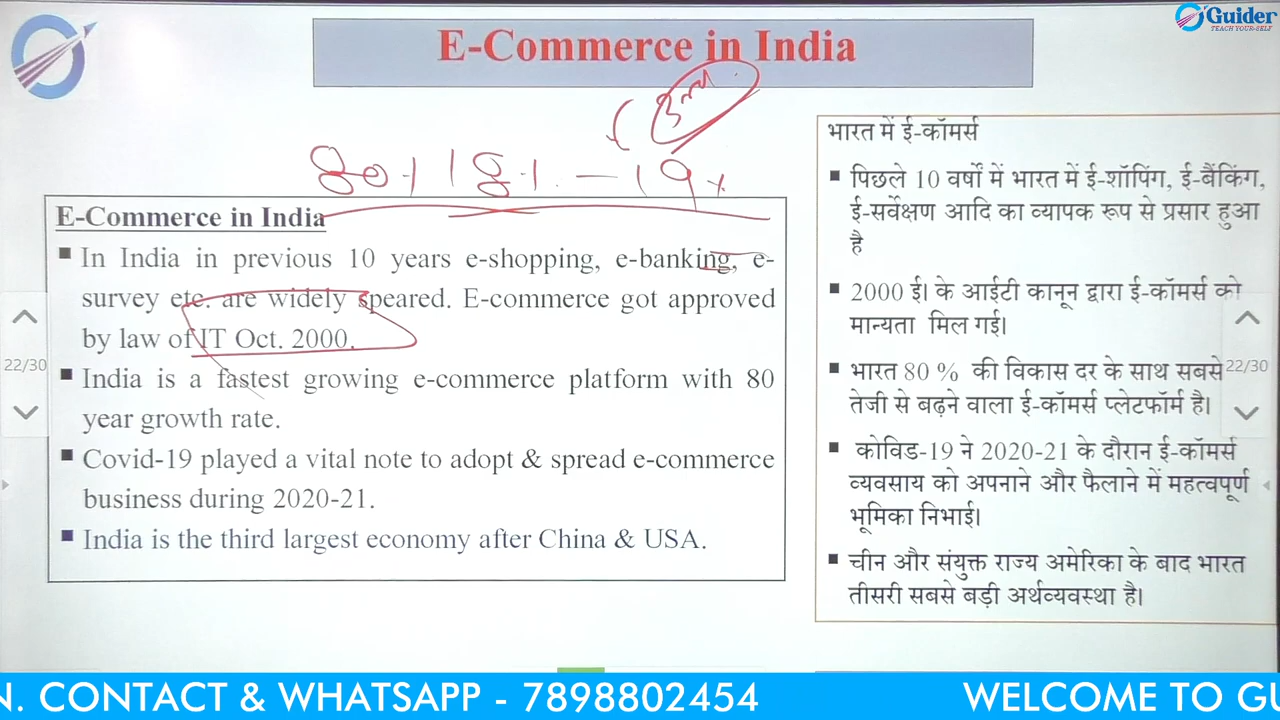 Guider
TEACH YOUR-SELF
E-Commerce in India
3rd
80% 18% - 19%
E-Commerce in India
▪ In India in previous 10 years e-shopping, e-banking, e-
survey etc. are widely speared. E-commerce got approved
by law of IT Oct. 2000.
▪ India is a fastest growing e-commerce platform with 80
year growth rate.
▪ Covid-19 played a vital note to adopt & spread e-commerce
business during 2020-21.
▪ India is the third largest economy after China & USA.
22/30
भारत में ई-कॉमर्स
▪ पिछले 10 वर्षों में भारत में ई-शॉपिंग, ई-बैंकिंग,
ई-सर्वेक्षण आदि का व्यापक रूप से प्रसार हुआ
है
▪ 2000 ई। के आईटी कानून द्वारा ई-कॉमर्स को
मान्यता मिल गई।
▪ भारत 80 % की विकास दर के साथ सबसे
तेजी से बढ़ने वाला ई-कॉमर्स प्लेटफॉर्म है।
▪ कोविड-19 ने 2020-21 के दौरान ई-कॉमर्स
व्यवसाय को अपनाने और फैलाने में महत्वपूर्ण
भूमिका निभाई।
▪ चीन और संयुक्त राज्य अमेरिका के बाद भारत
तीसरी सबसे बड़ी अर्थव्यवस्था है।
22/30
N. CONTACT & WHATSAPP - 7898802454 WELCOME TO GU